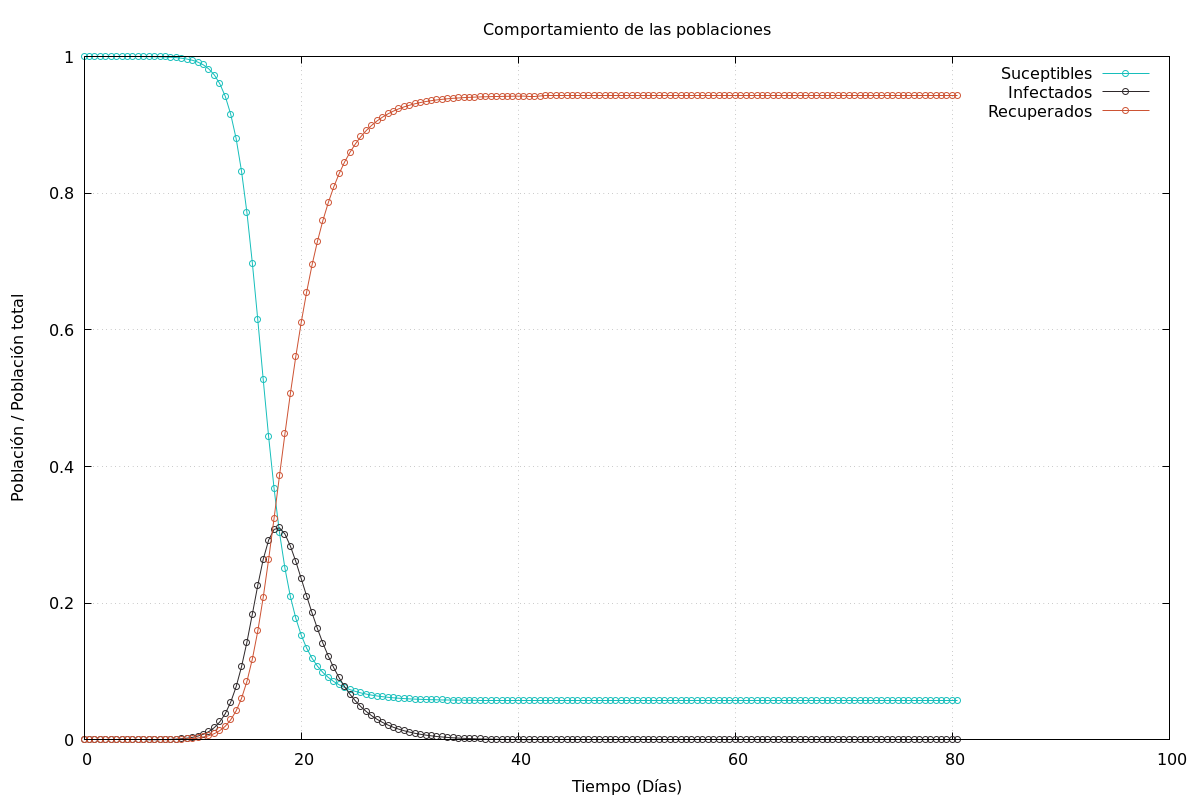 Comportamiento de las poblaciones
Suceptibles
Infectados
Recuperados
Población / Población total
1
0.8
0.6
0.4
0.2
0
0 20 40 60 80 100
Tiempo (Días)